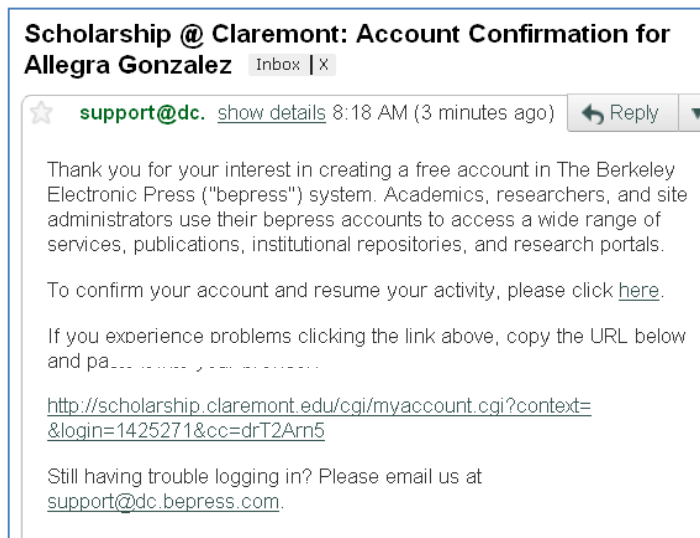 Scholarship @ Claremont: Account Confirmation for
Allegra Gonzalez Inbox | X
support@dc. show details 8:18 AM (3 minutes ago) Reply
Thank you for your interest in creating a free account in The Berkeley
Electronic Press ("bepress") system. Academics, researchers, and site
administrators use their bepress accounts to access a wide range of
services, publications, institutional repositories, and research portals.
To confirm your account and resume your activity, please click here.
If you experience problems clicking the link above, copy the URL below
and
http://scholarship.claremont.edu/cgi/myaccount.cgi?context=
&login=1425271&cc=drT2Arn5
Still having trouble logging in? Please email us at
support@dc.bepress.com.